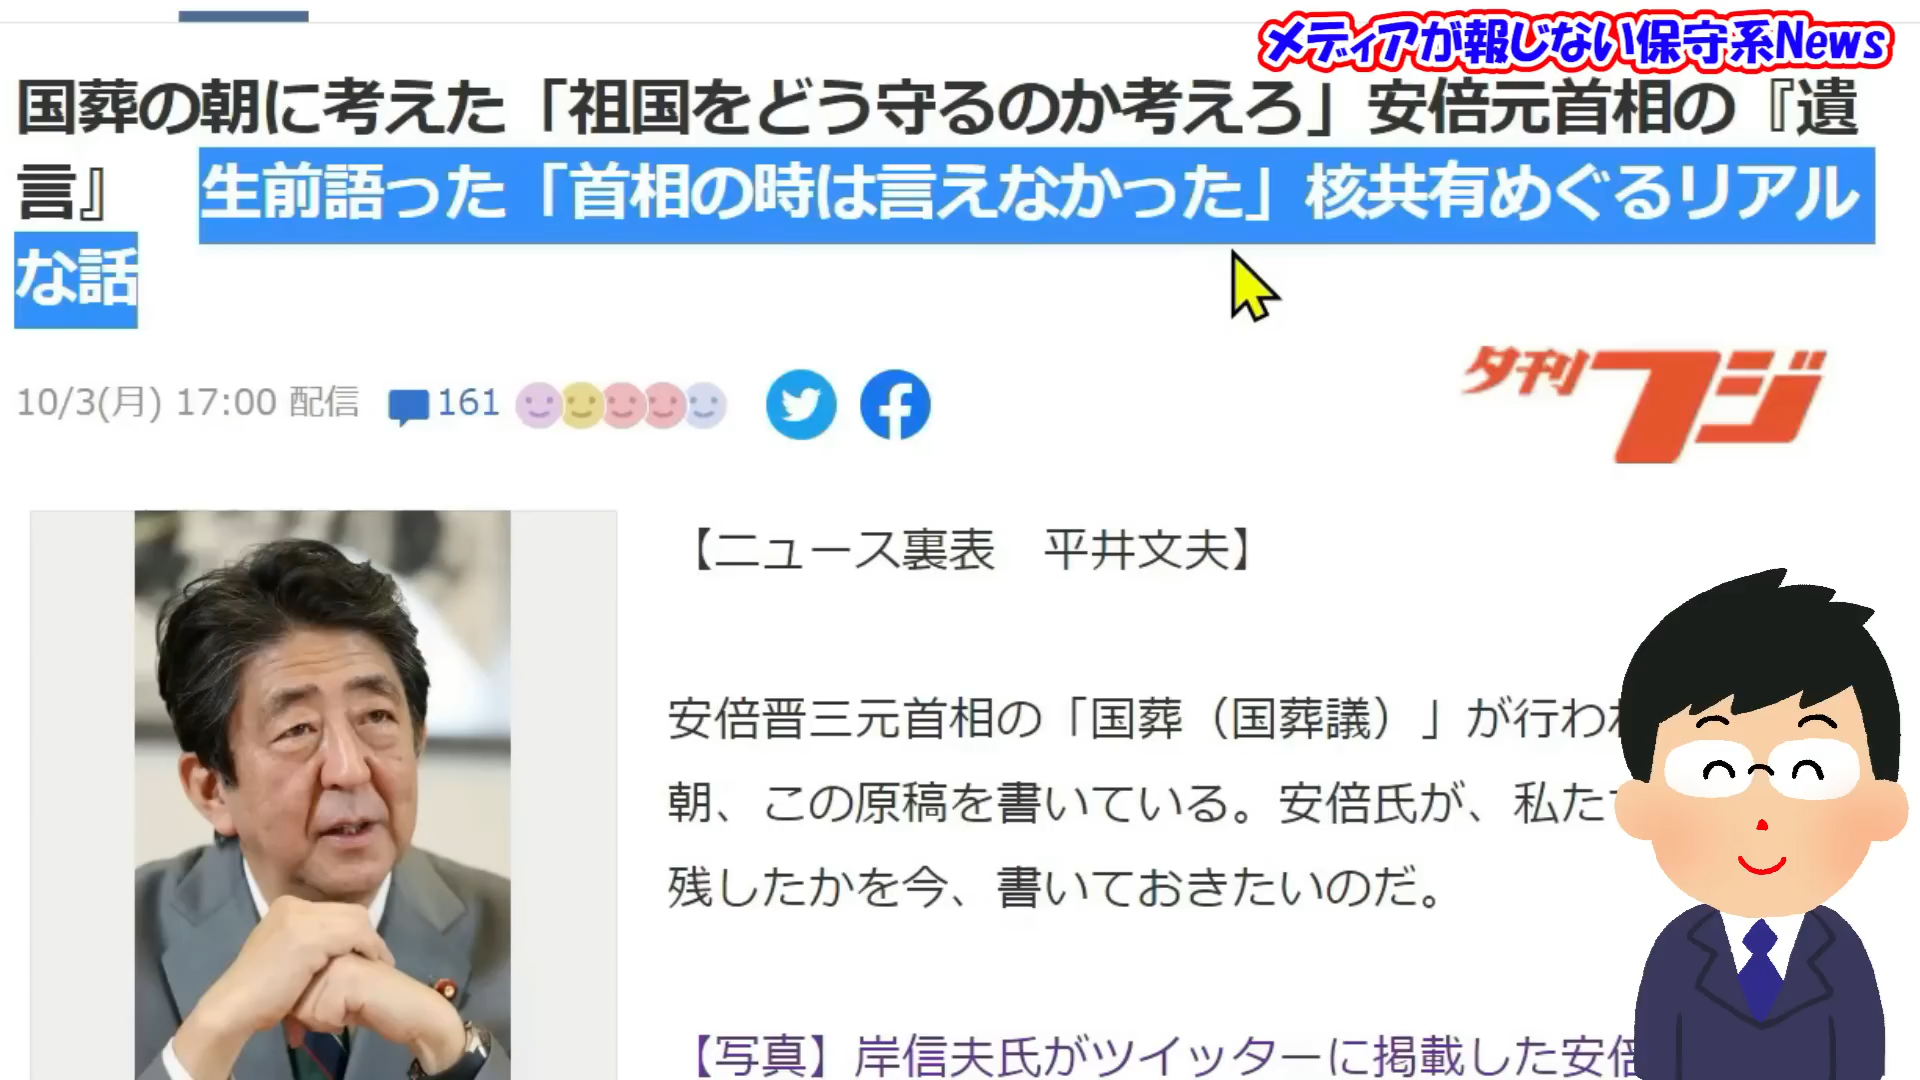 メディアが報じない保守系News
国葬の朝に考えた「祖国をどう守るのか考えろ」安倍元首相の『遺
言』　生前語った「首相の時は言えなかった」核共有めぐるリアル
な話
10/3(月) 17:00 配信 161
夕刊フジ
【ニュース裏表　平井文夫】
安倍晋三元首相の「国葬（国葬儀）」が行わ
朝、この原稿を書いている。安倍氏が、私た
残したかを今、書いておきたいのだ。
【写真】岸信夫氏がツイッターに掲載した安倍